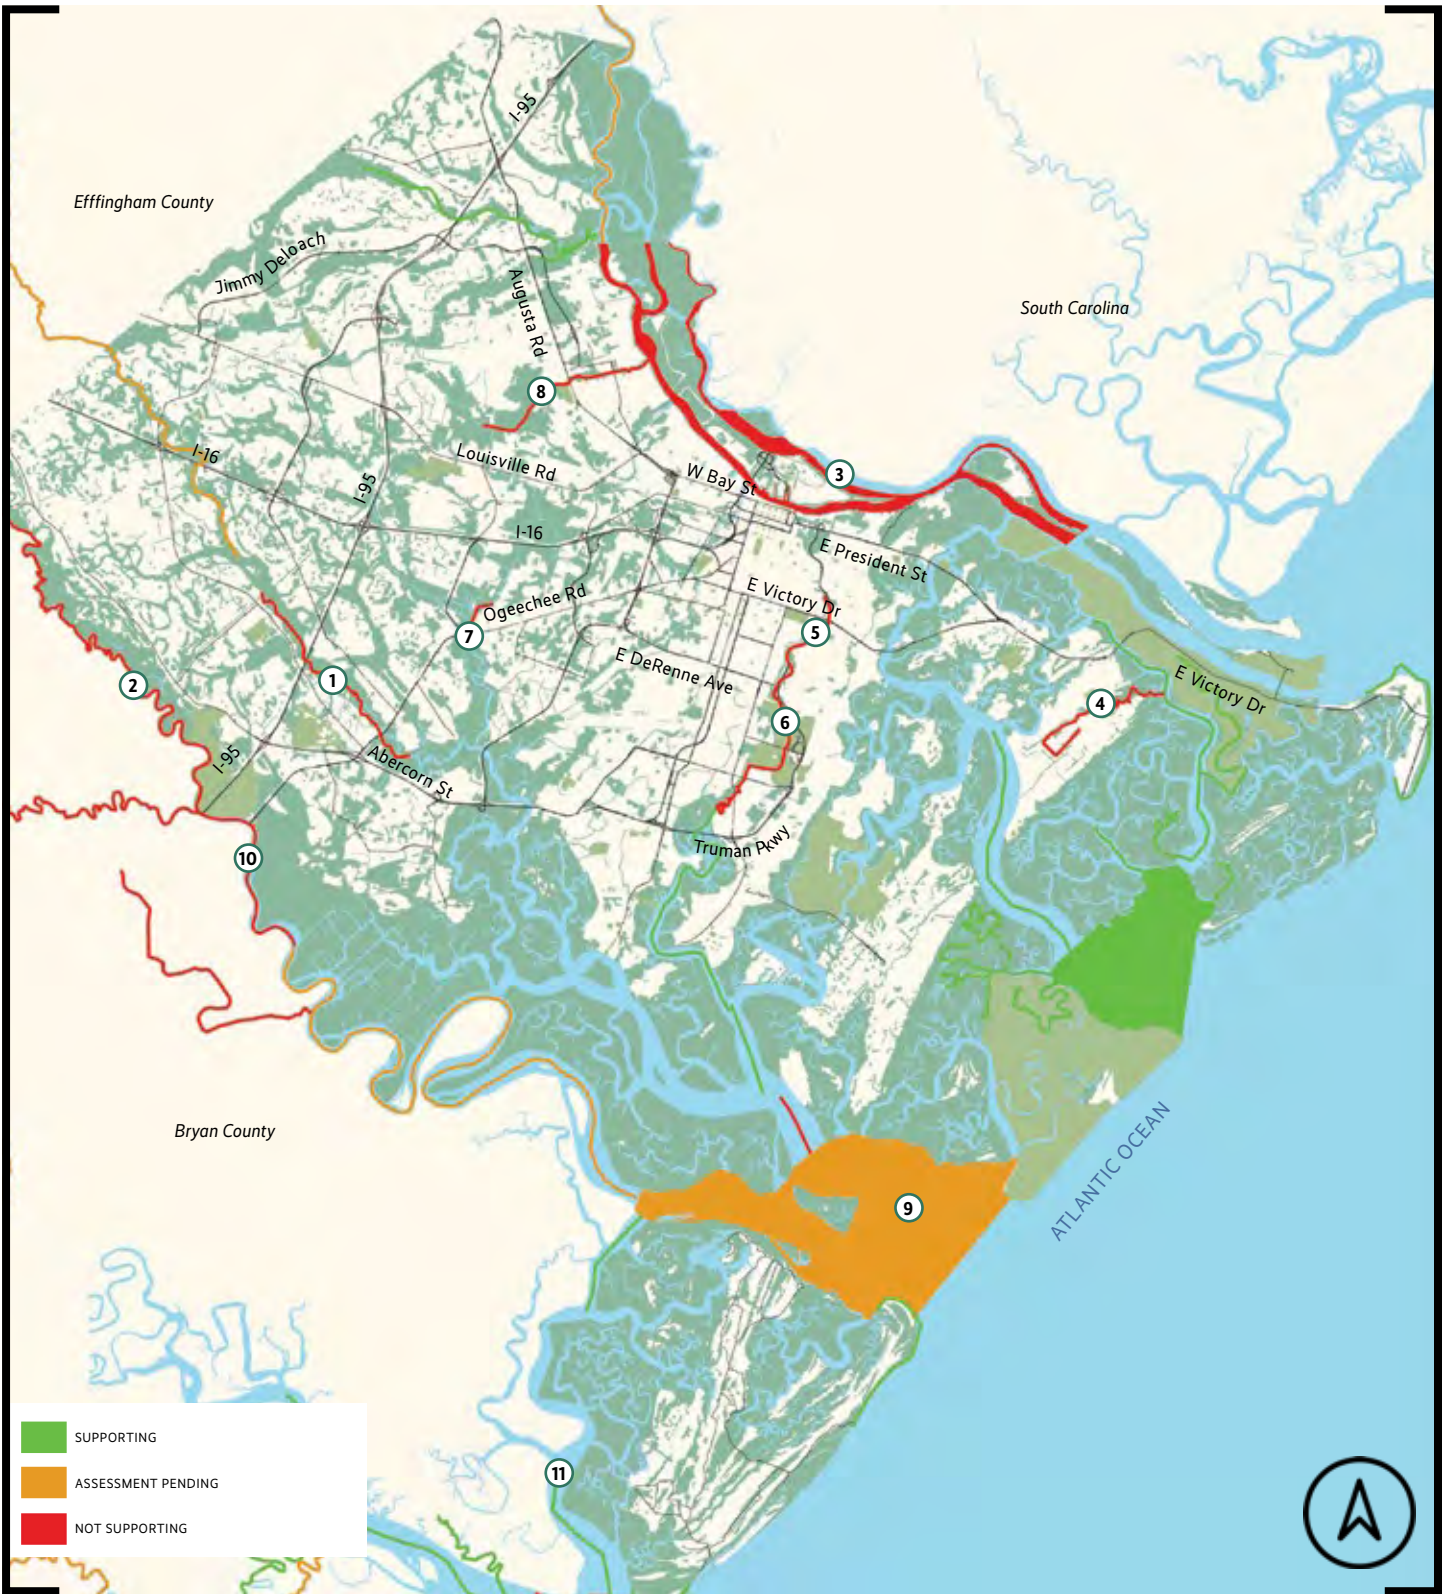 I-95
Efffingham County
Jimmy Deloach
Augusta Rd
South Carolina
8
I-16
Louisville Rd
I-95
W Bay St
3
I-16
E President St
Ogeechee Rd
E Victory Dr
7
5
E DeRenne Ave
2
1
E Victory Dr
4
6
I-95
Abercorn St
Truman Pkwy
10
Bryan County
ATLANTIC OCEAN
9
11
SUPPORTING
ASSESSMENT PENDING
NOT SUPPORTING